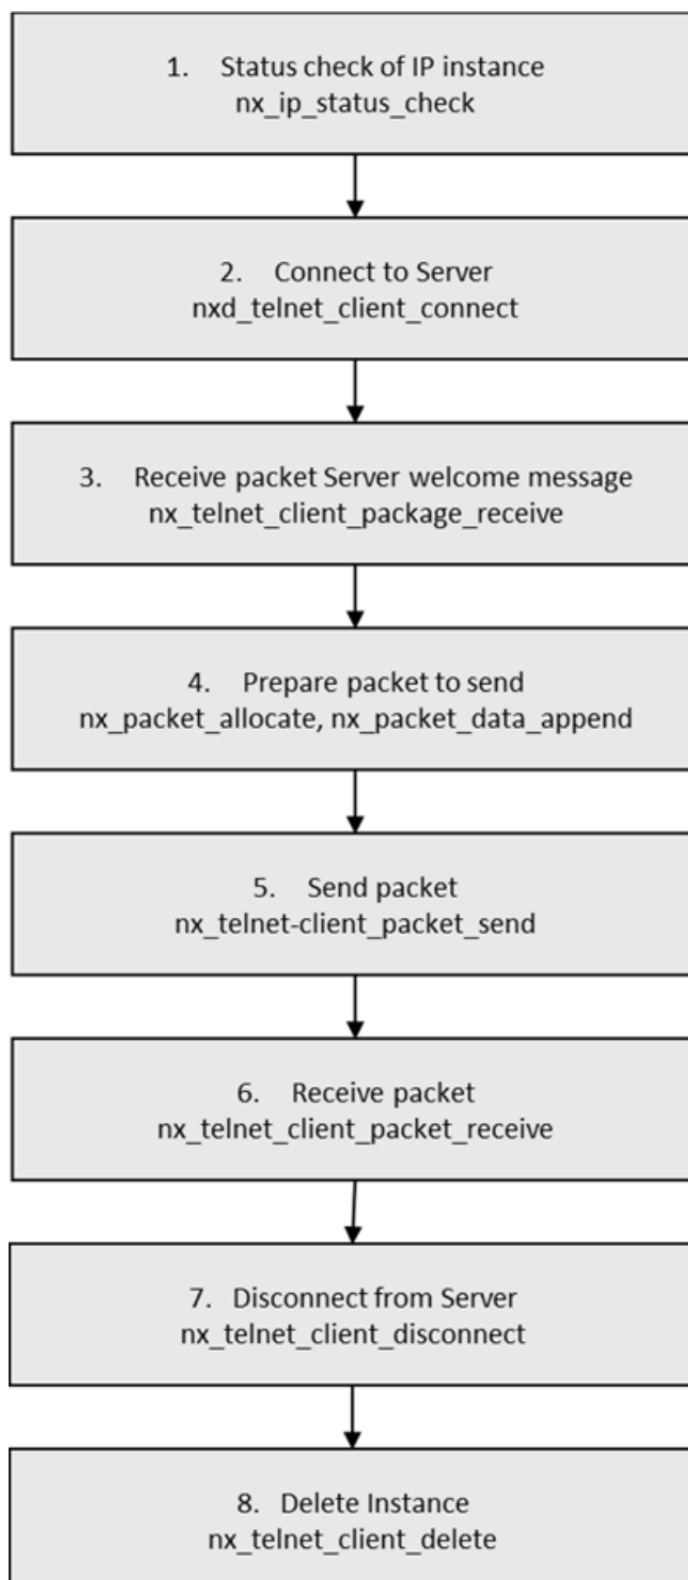 1. Status check of IP instance
nx_ip_status_check
2. Connect to Server
nxd_telnet_client_connect
3. Receive packet Server welcome message
nx_telnet_client_package_receive
4. Prepare packet to send
nx_packet_allocate, nx_packet_data_append
5. Send packet
nx_telnet-client_packet_send
6. Receive packet
nx_telnet_client_packet_receive
7. Disconnect from Server
nx_telnet_client_disconnect
8. Delete Instance
nx_telnet_client_delete